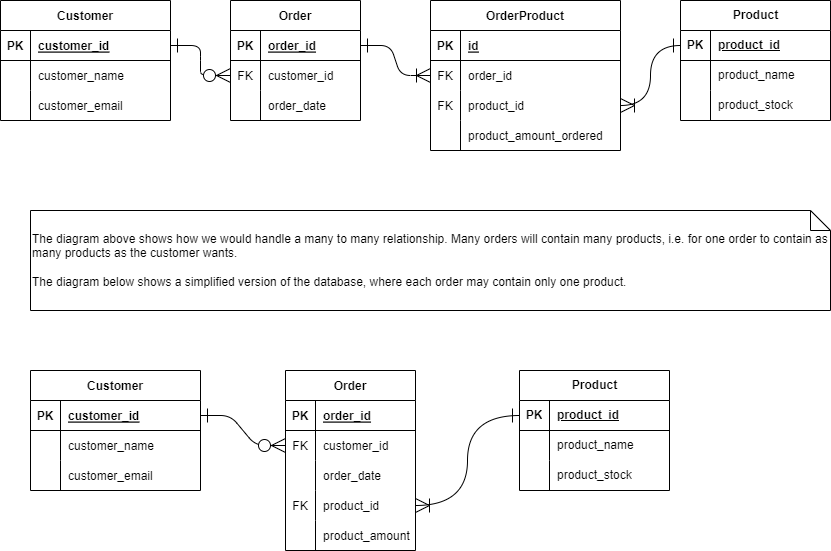 Customer
PK customer_id
customer_name
customer_email
Order
PK order_id
FK customer_id
order_date
OrderProduct
PK id
FK order_id
FK product_id
product_amount_ordered
Product
PK product_id
product_name
product_stock
The diagram above shows how we would handle a many to many relationship. Many orders will contain many products, i.e. for one order to contain as
many products as the customer wants.
The diagram below shows a simplified version of the database, where each order may contain only one product.
Customer
PK customer_id
customer_name
customer_email
Order
PK order_id
FK customer_id
order_date
FK product_id
product_amount
Product
PK product_id
product_name
product_stock